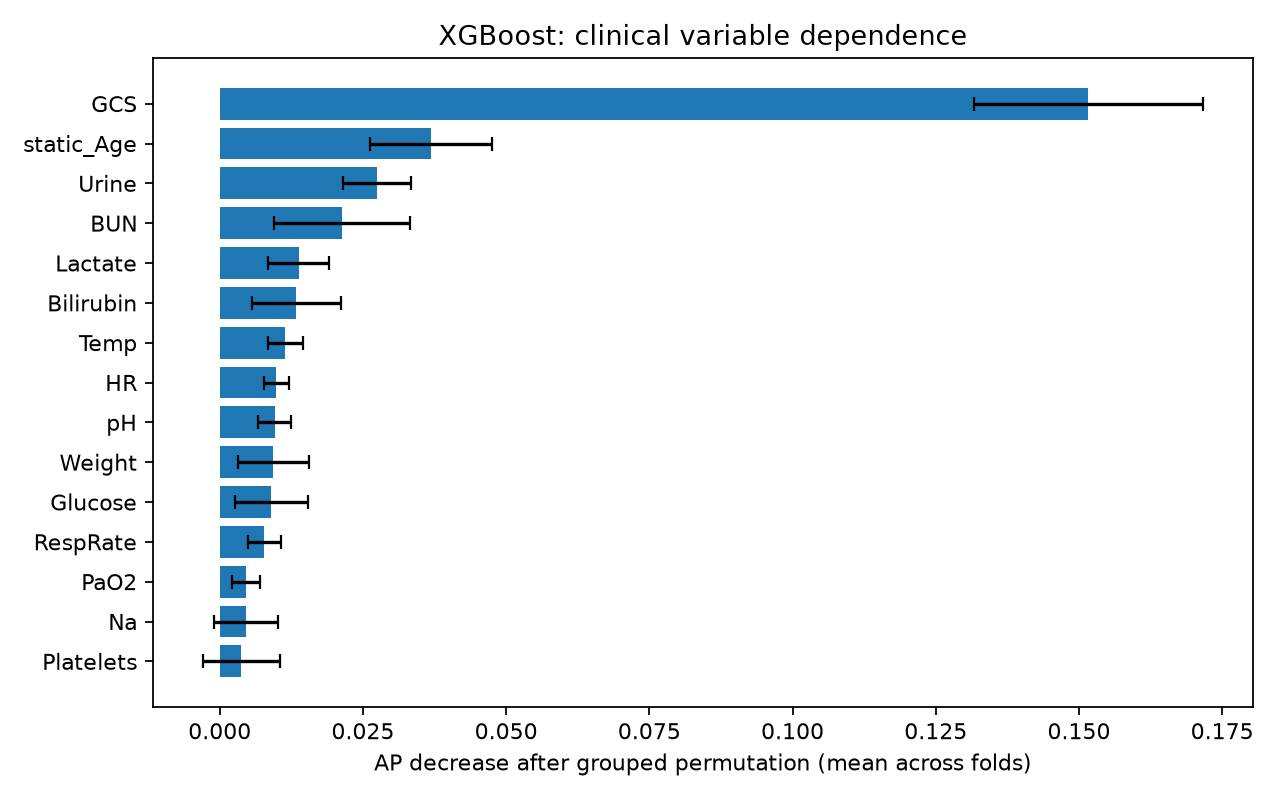 XGBoost: clinical variable dependence
GCS
static_Age
Urine
BUN
Lactate
Bilirubin
Temp
HR
pH
Weight
Glucose
RespRate
PaO2
Na
Platelets
0.000 0.025 0.050 0.075 0.100 0.125 0.150 0.175
AP decrease after grouped permutation (mean across folds)